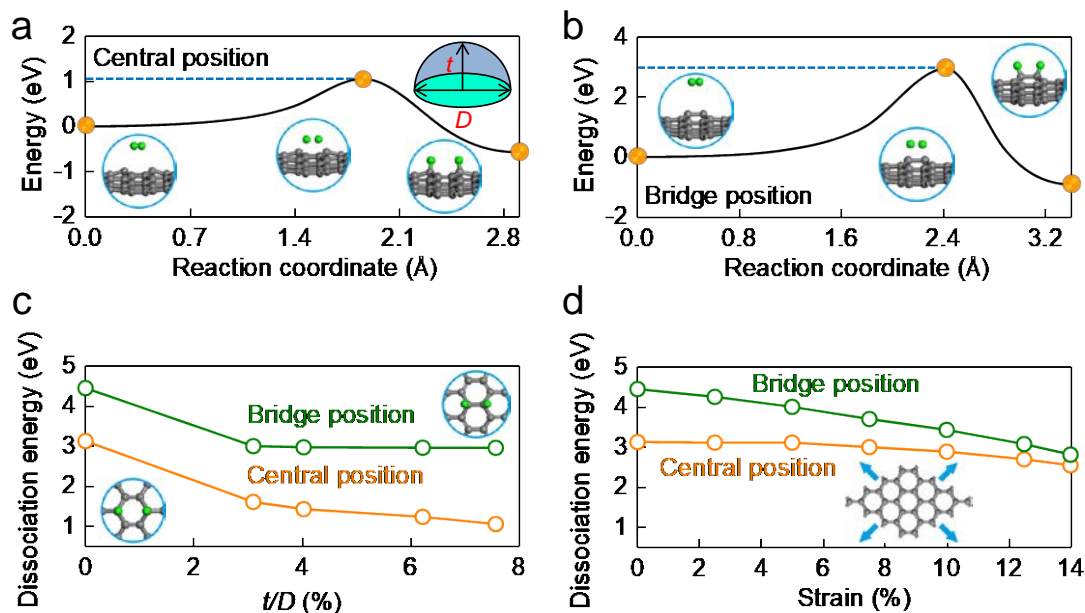 a
Energy (eV)
2
1
0
−1
−2
Central position
t
D
0.0 0.7 1.4 2.1 2.8
Reaction coordinate (Å)
b
Energy (eV)
4
2
0
−2
Bridge position
0.0 0.8 1.6 2.4 3.2
Reaction coordinate (Å)
c
Dissociation energy (eV)
5
4
3
2
1
Bridge position
Central position
0 2 4 6 8
t/D (%)
d
Dissociation energy (eV)
5
4
3
2
1
0
Bridge position
Central position
0 2 4 6 8 10 12 14
Strain (%)